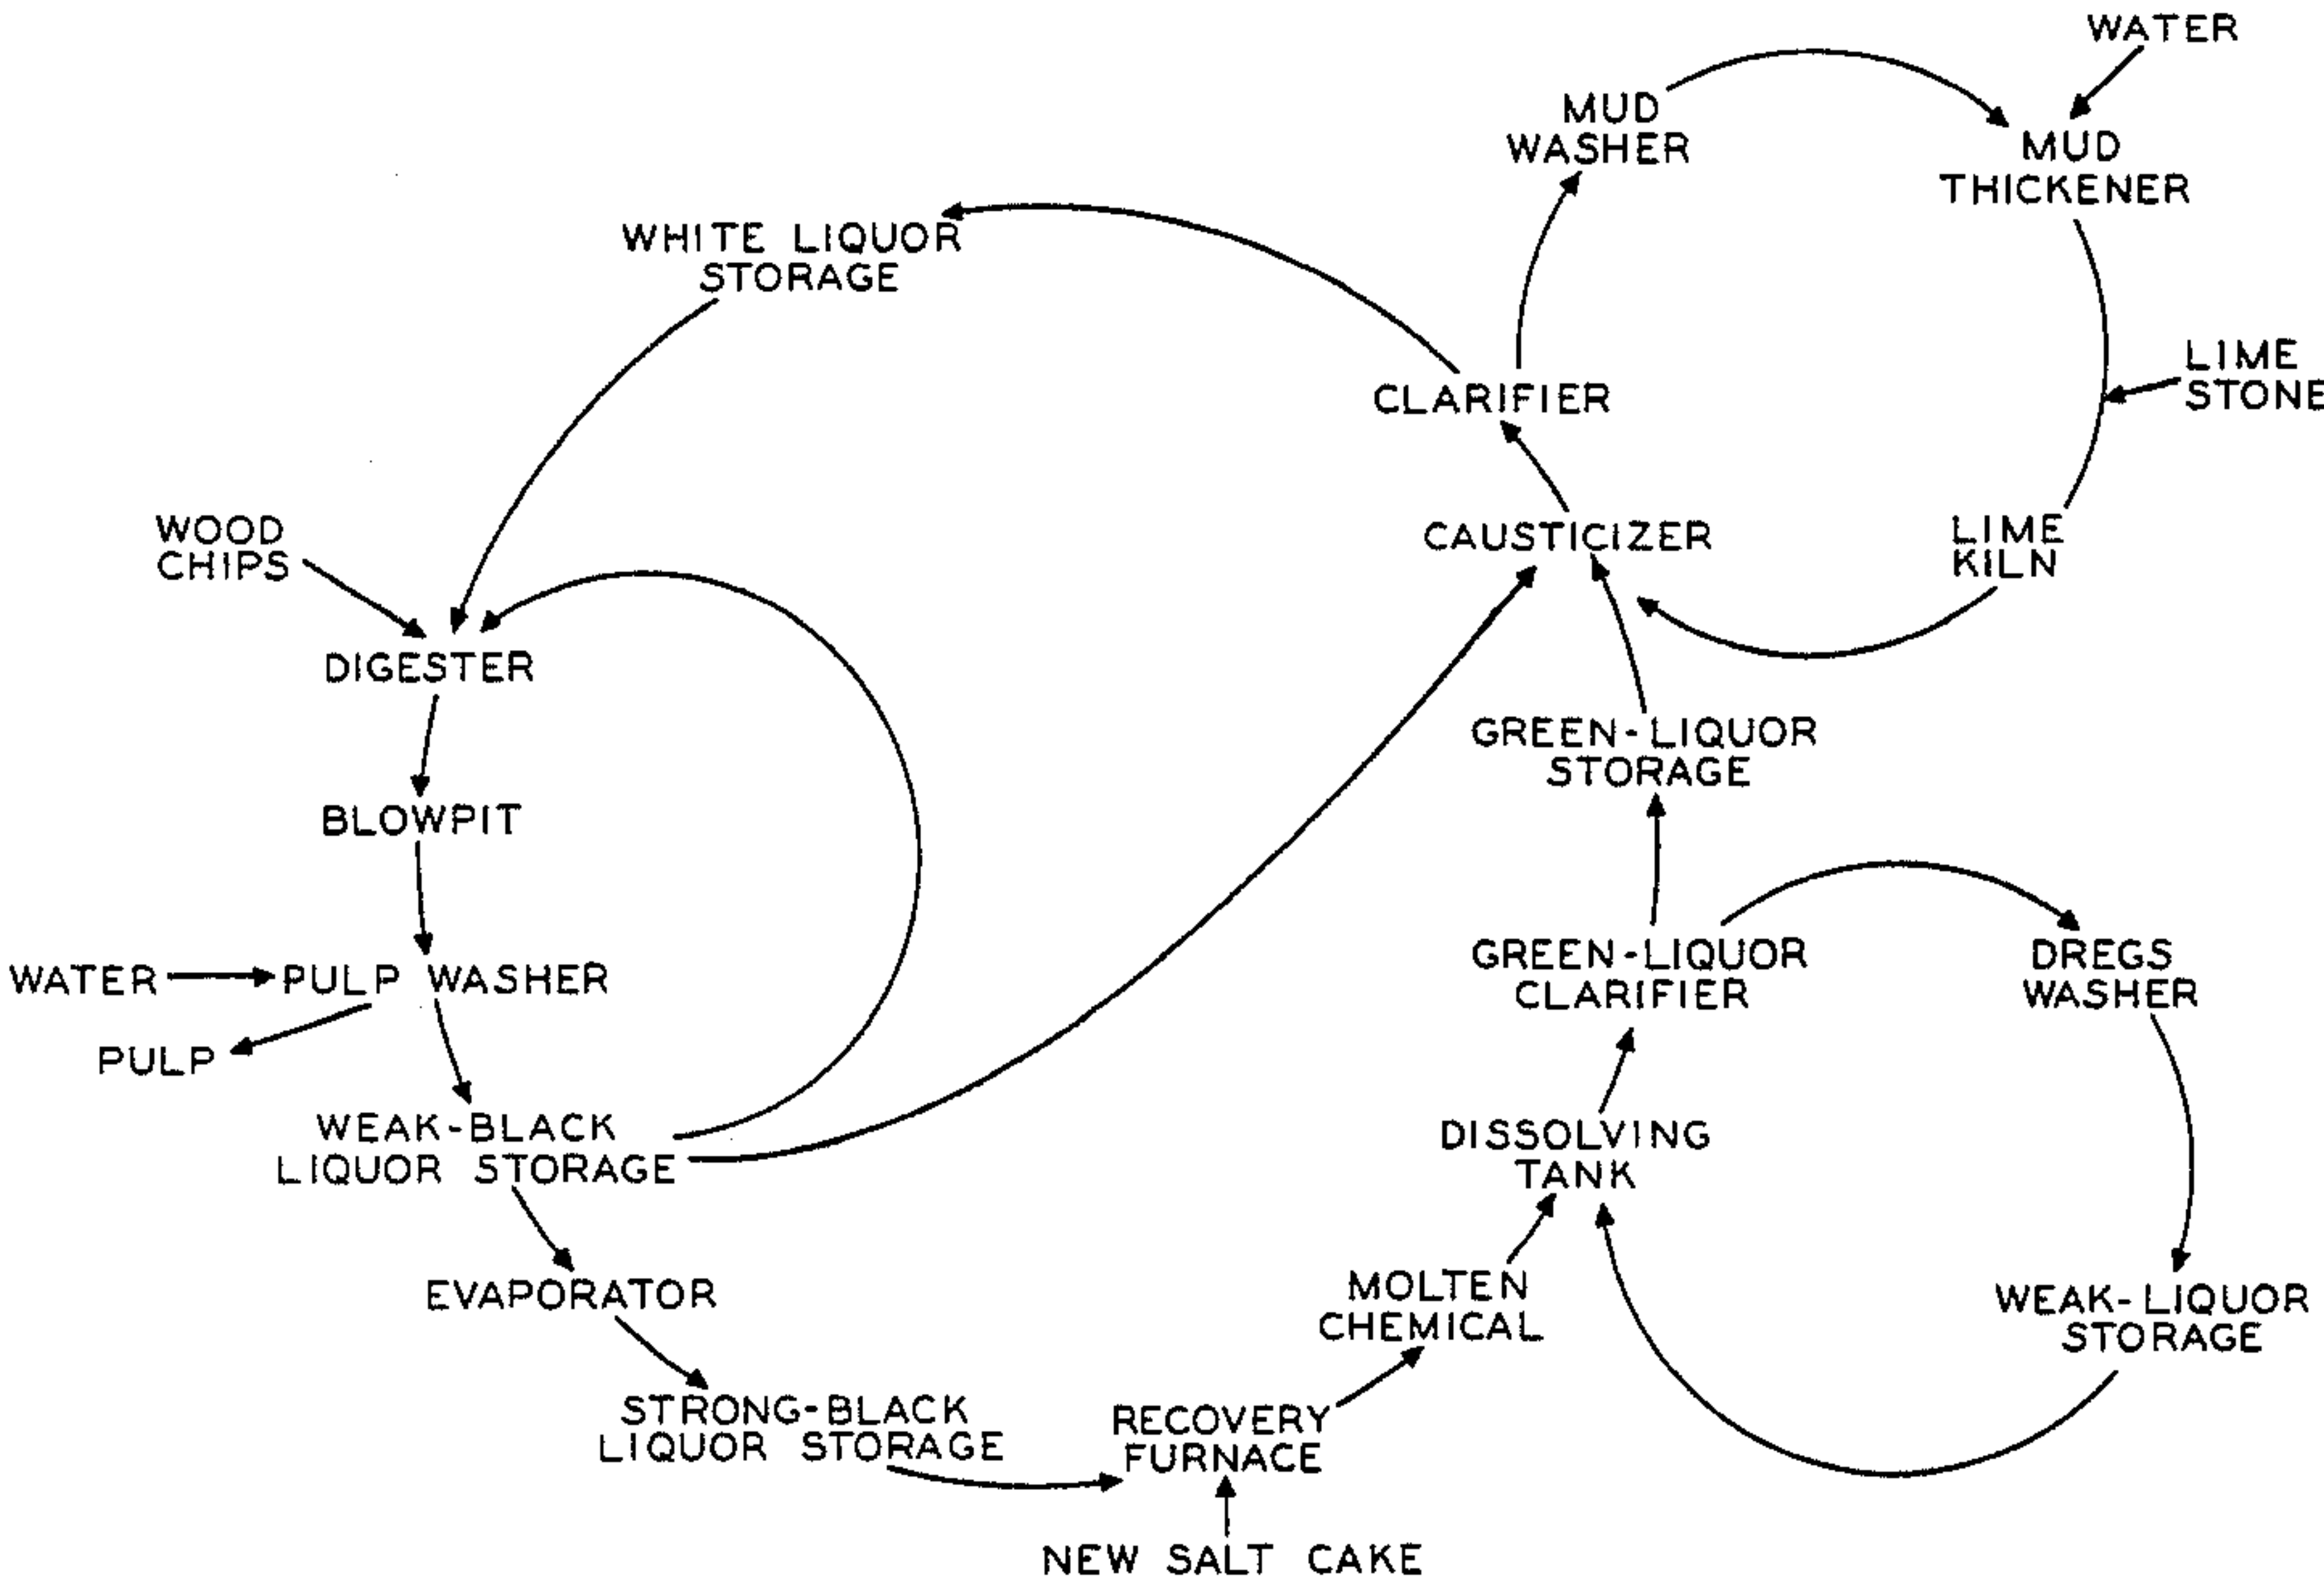 WATER
MUD
WASHER
MUD
THICKENER
WHITE LIQUOR
STORAGE
LIME
STONE
CLARIFIER
WOOD
CHIPS
CAUSTICIZER
LIME
KILN
DIGESTER
GREEN-LIQUOR
STORAGE
BLOWPIT
WATER PULP WASHER
GREEN-LIQUOR
CLARIFIER
DREGS
WASHER
PULP
WEAK-BLACK
LIQUOR STORAGE
DISSOLVING
TANK
EVAPORATOR
MOLTEN
CHEMICAL
WEAK-LIQUOR
STORAGE
STRONG-BLACK
LIQUOR STORAGE
RECOVERY
FURNACE
NEW SALT CAKE